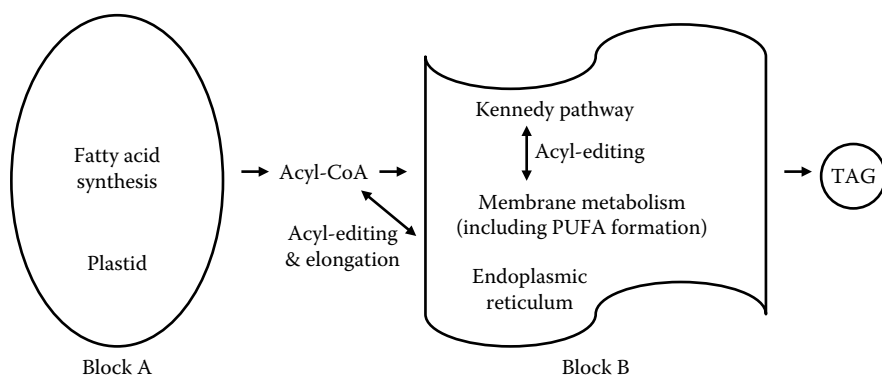 Fatty acid
synthesis
Plastid
Block A
Acyl-CoA
Acyl-editing
& elongation
Kennedy pathway
Acyl-editing
Membrane metabolism
(including PUFA formation)
Endoplasmic
reticulum
Block B
TAG